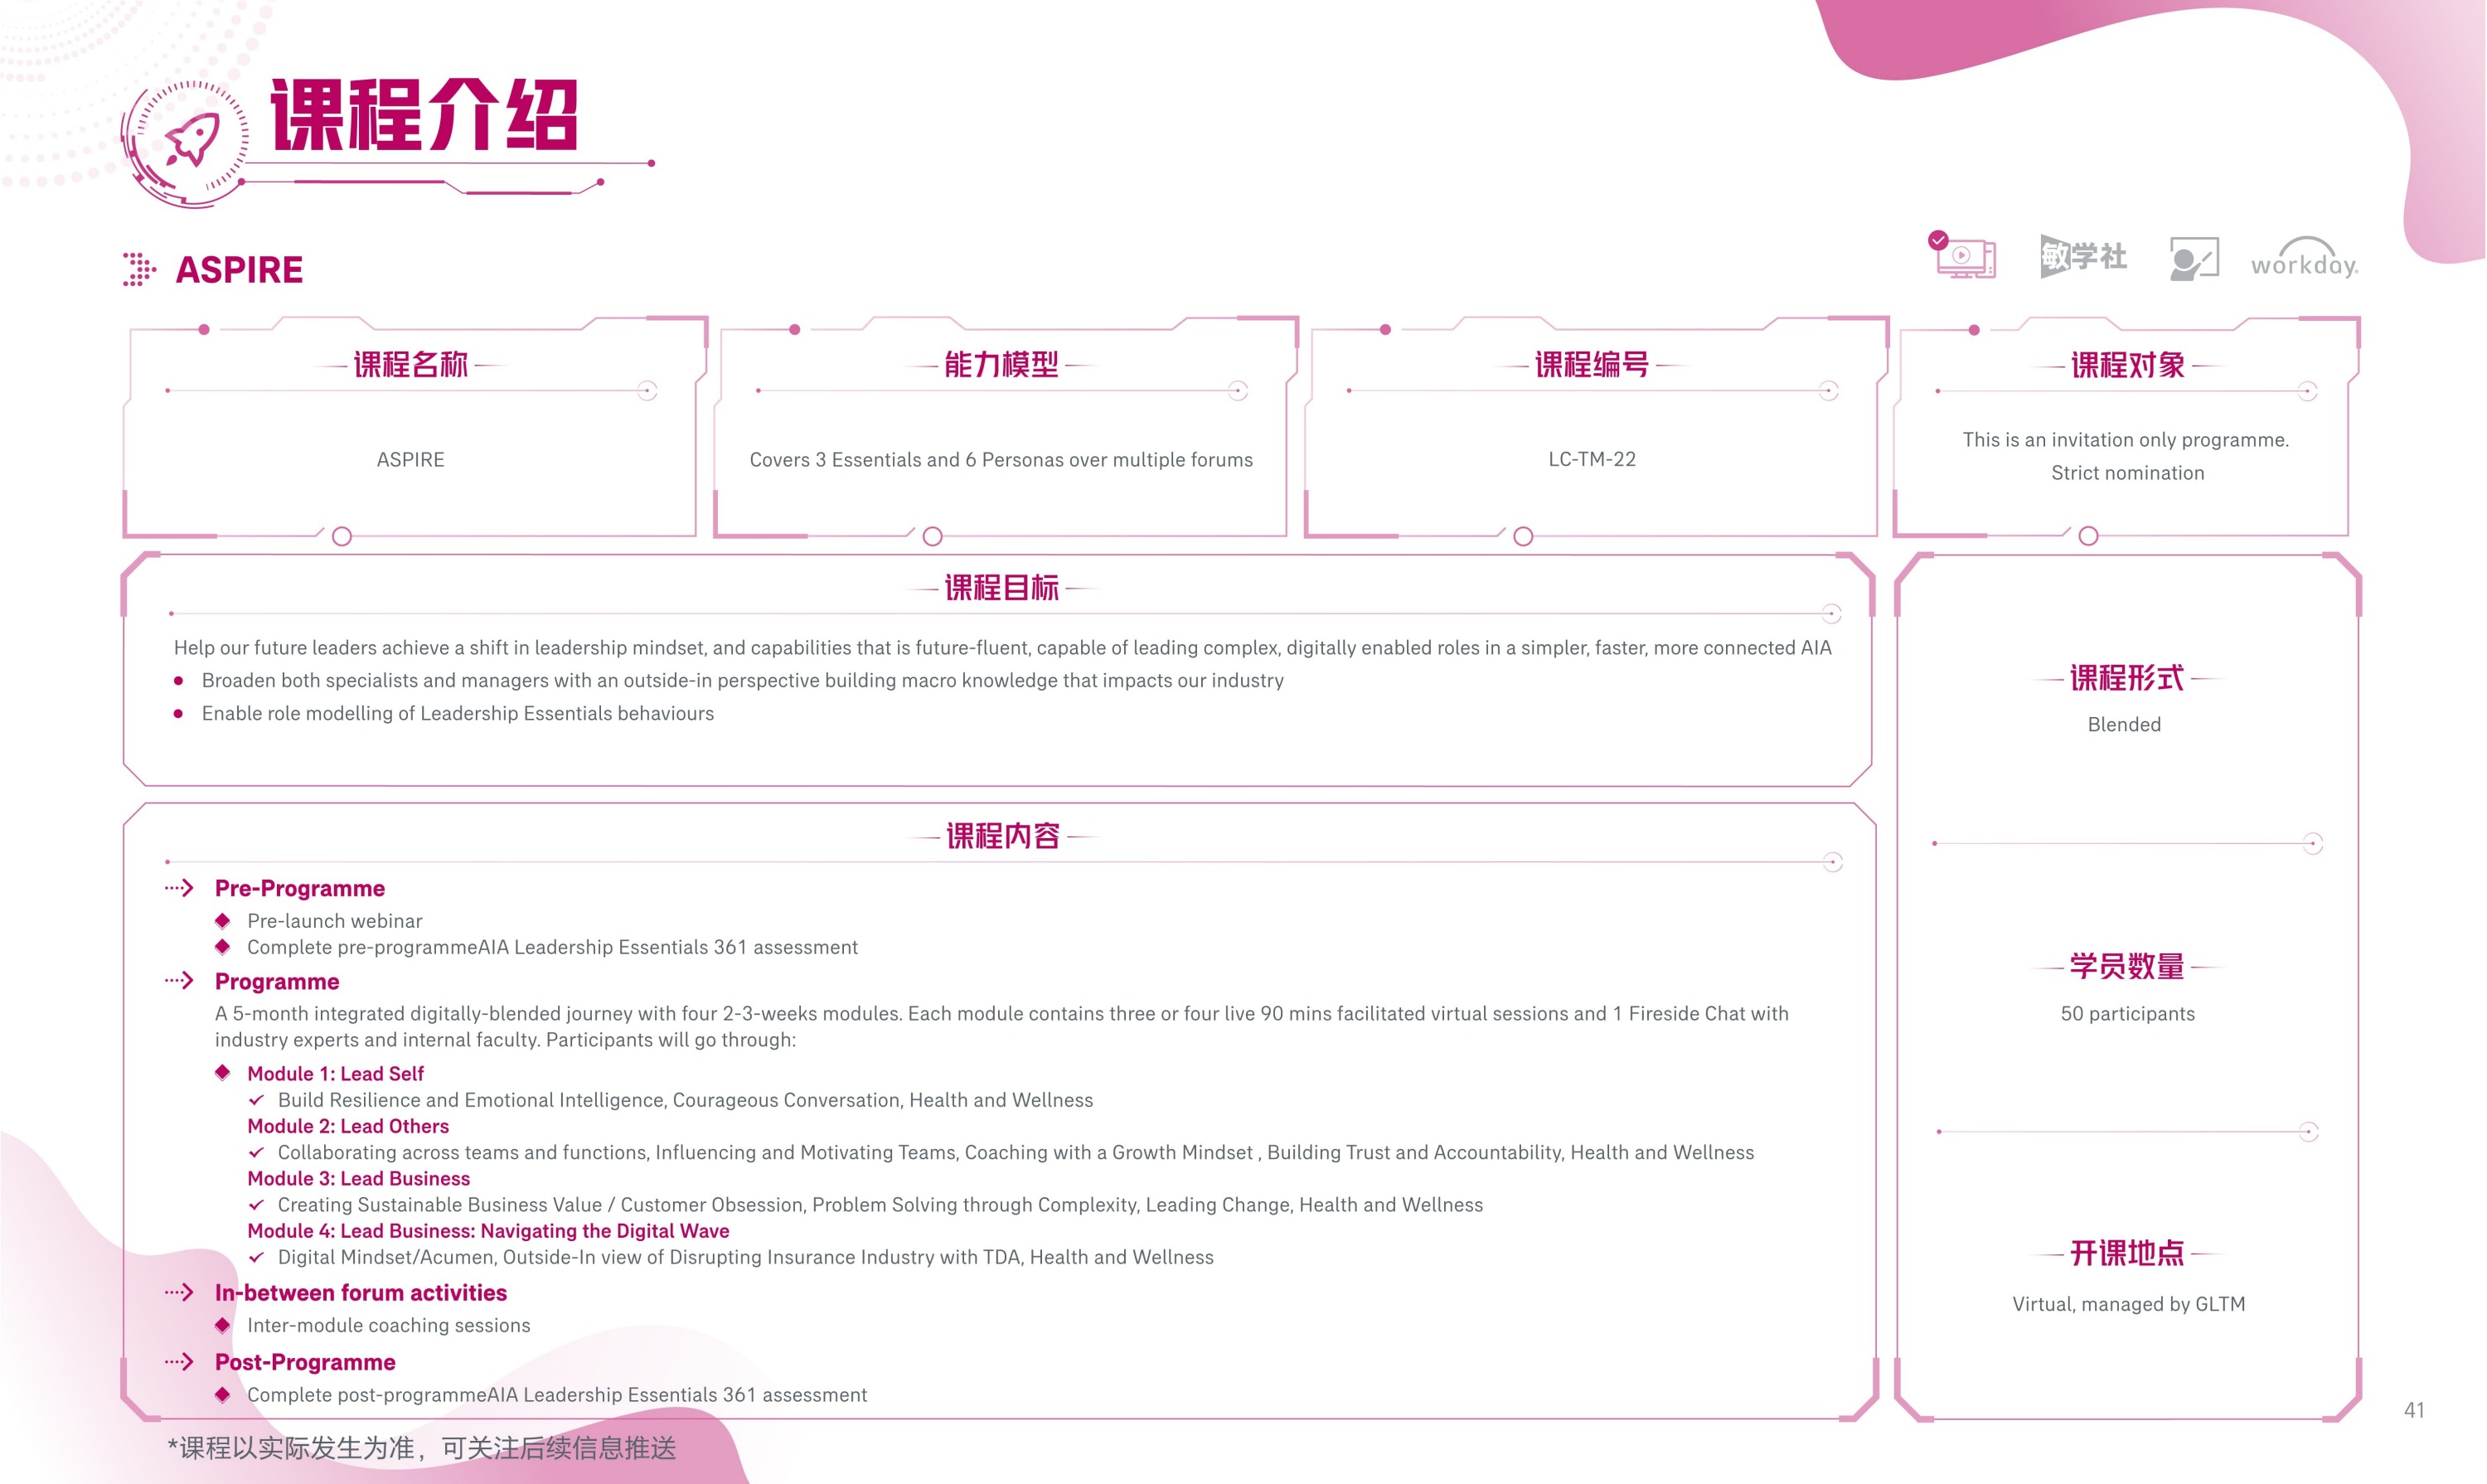 课程介绍
ASPIRE
敏学社
workday.
课程名称
ASPIRE
能力模型
Covers 3 Essentials and 6 Personas over multiple forums
课程编号
LC-TM-22
课程对象
This is an invitation only programme.
Strict nomination
课程目标
Help our future leaders achieve a shift in leadership mindset, and capabilities that is future-fluent, capable of leading complex, digitally enabled roles in a simpler, faster, more connected AIA
Broaden both specialists and managers with an outside-in perspective building macro knowledge that impacts our industry
Enable role modelling of Leadership Essentials behaviours
课程内容
Pre-Programme
Pre-launch webinar
Complete pre-programmeAIA Leadership Essentials 361 assessment
Programme
A 5-month integrated digitally-blended journey with four 2-3-weeks modules. Each module contains three or four live 90 mins facilitated virtual sessions and 1 Fireside Chat with
industry experts and internal faculty. Participants will go through:
Module 1: Lead Self
Build Resilience and Emotional Intelligence, Courageous Conversation, Health and Wellness
Module 2: Lead Others
Collaborating across teams and functions, Influencing and Motivating Teams, Coaching with a Growth Mindset , Building Trust and Accountability, Health and Wellness
Module 3: Lead Business
Creating Sustainable Business Value / Customer Obsession, Problem Solving through Complexity, Leading Change, Health and Wellness
Module 4: Lead Business: Navigating the Digital Wave
Digital Mindset/Acumen, Outside-In view of Disrupting Insurance Industry with TDA, Health and Wellness
In-between forum activities
Inter-module coaching sessions
Post-Programme
Complete post-programmeAIA Leadership Essentials 361 assessment
课程形式
Blended
学员数量
50 participants
开课地点
Virtual, managed by GLTM
*课程以实际发生为准，可关注后续信息推送
41